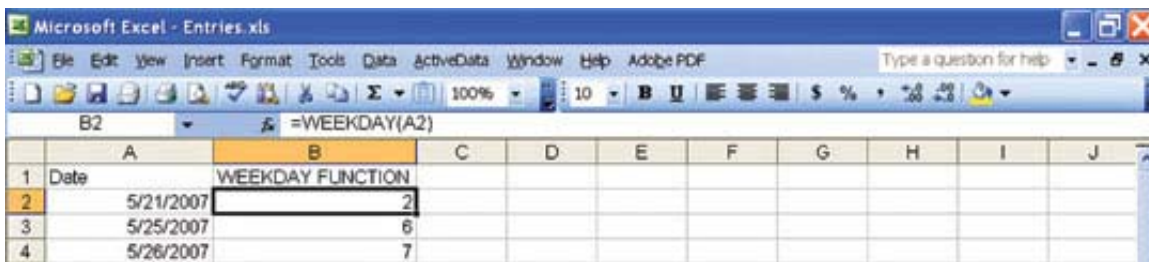 Microsoft Excel - Entries.xls
File Edit View Insert Format Tools Data ActiveData Window Help Adobe PDF Type a question for help
100% 10 B U $ % ,
B2 fx =WEEKDAY(A2)
A B C D E F G H I J
1 Date WEEKDAY FUNCTION
2 5/21/2007 2
3 5/25/2007 6
4 5/26/2007 7